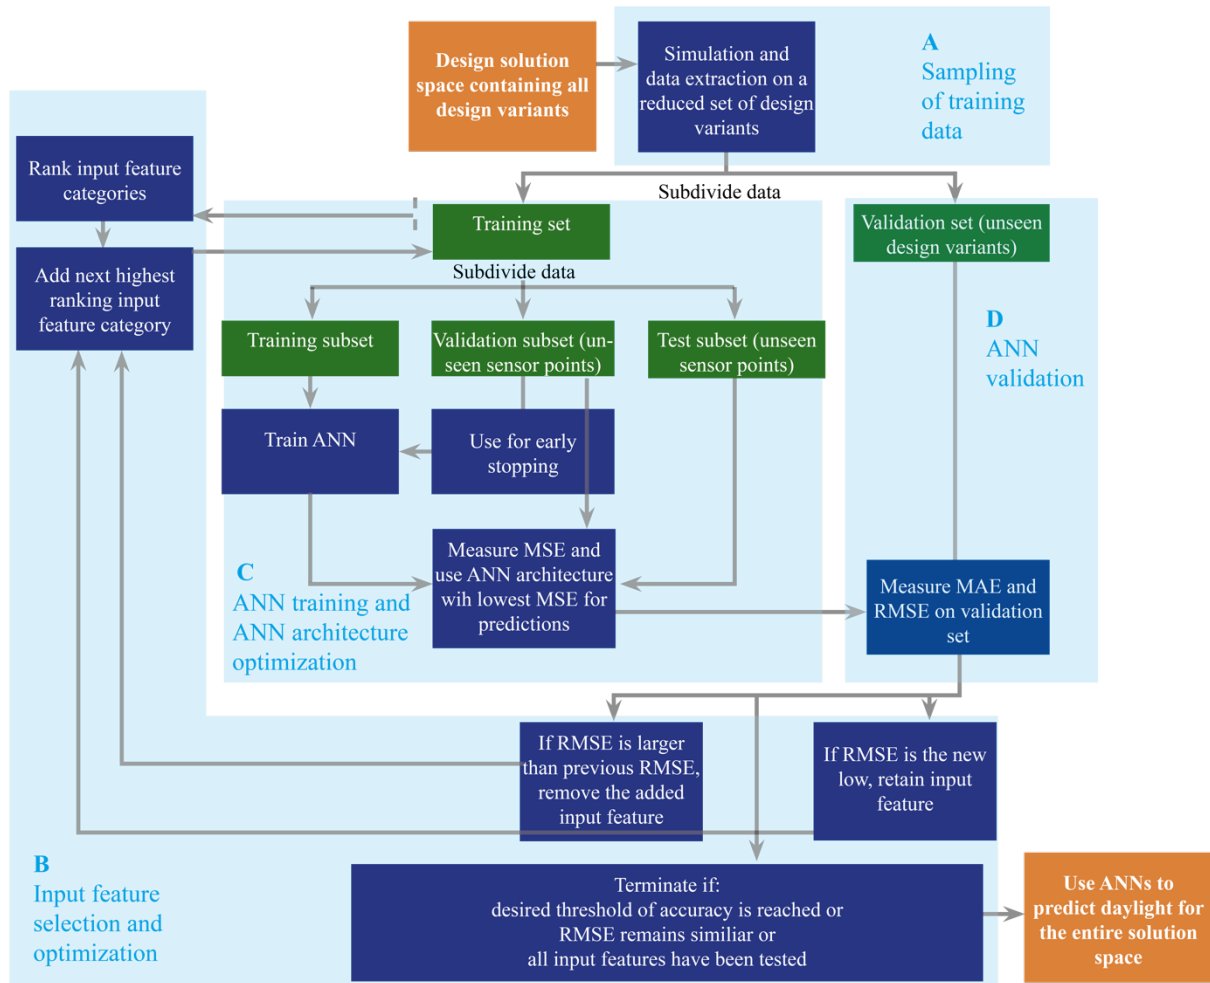 Design solution
space containing all
design variants
Simulation and
data extraction on a
reduced set of design
variants
A
Sampling
of training
data
Rank input feature
categories
Subdivide data
Training set
Validation set (unseen
design variants)
Add next highest
ranking input
feature category
Subdivide data
Training subset
Validation subset (un-
seen sensor points)
Test subset (unseen
sensor points)
D
ANN
validation
Train ANN
Use for early
stopping
C
ANN training and
ANN architecture
optimization
Measure MSE and
use ANN architecture
wih lowest MSE for
predictions
Measure MAE and
RMSE on validation
set
If RMSE is larger
than previous RMSE,
remove the added
input feature
If RMSE is the new
low, retain input
feature
B
Input feature
selection and
optimization
Terminate if:
desired threshold of accuracy is reached or
RMSE remains similiar or
all input features have been tested
Use ANNs to
predict daylight for
the entire solution
space